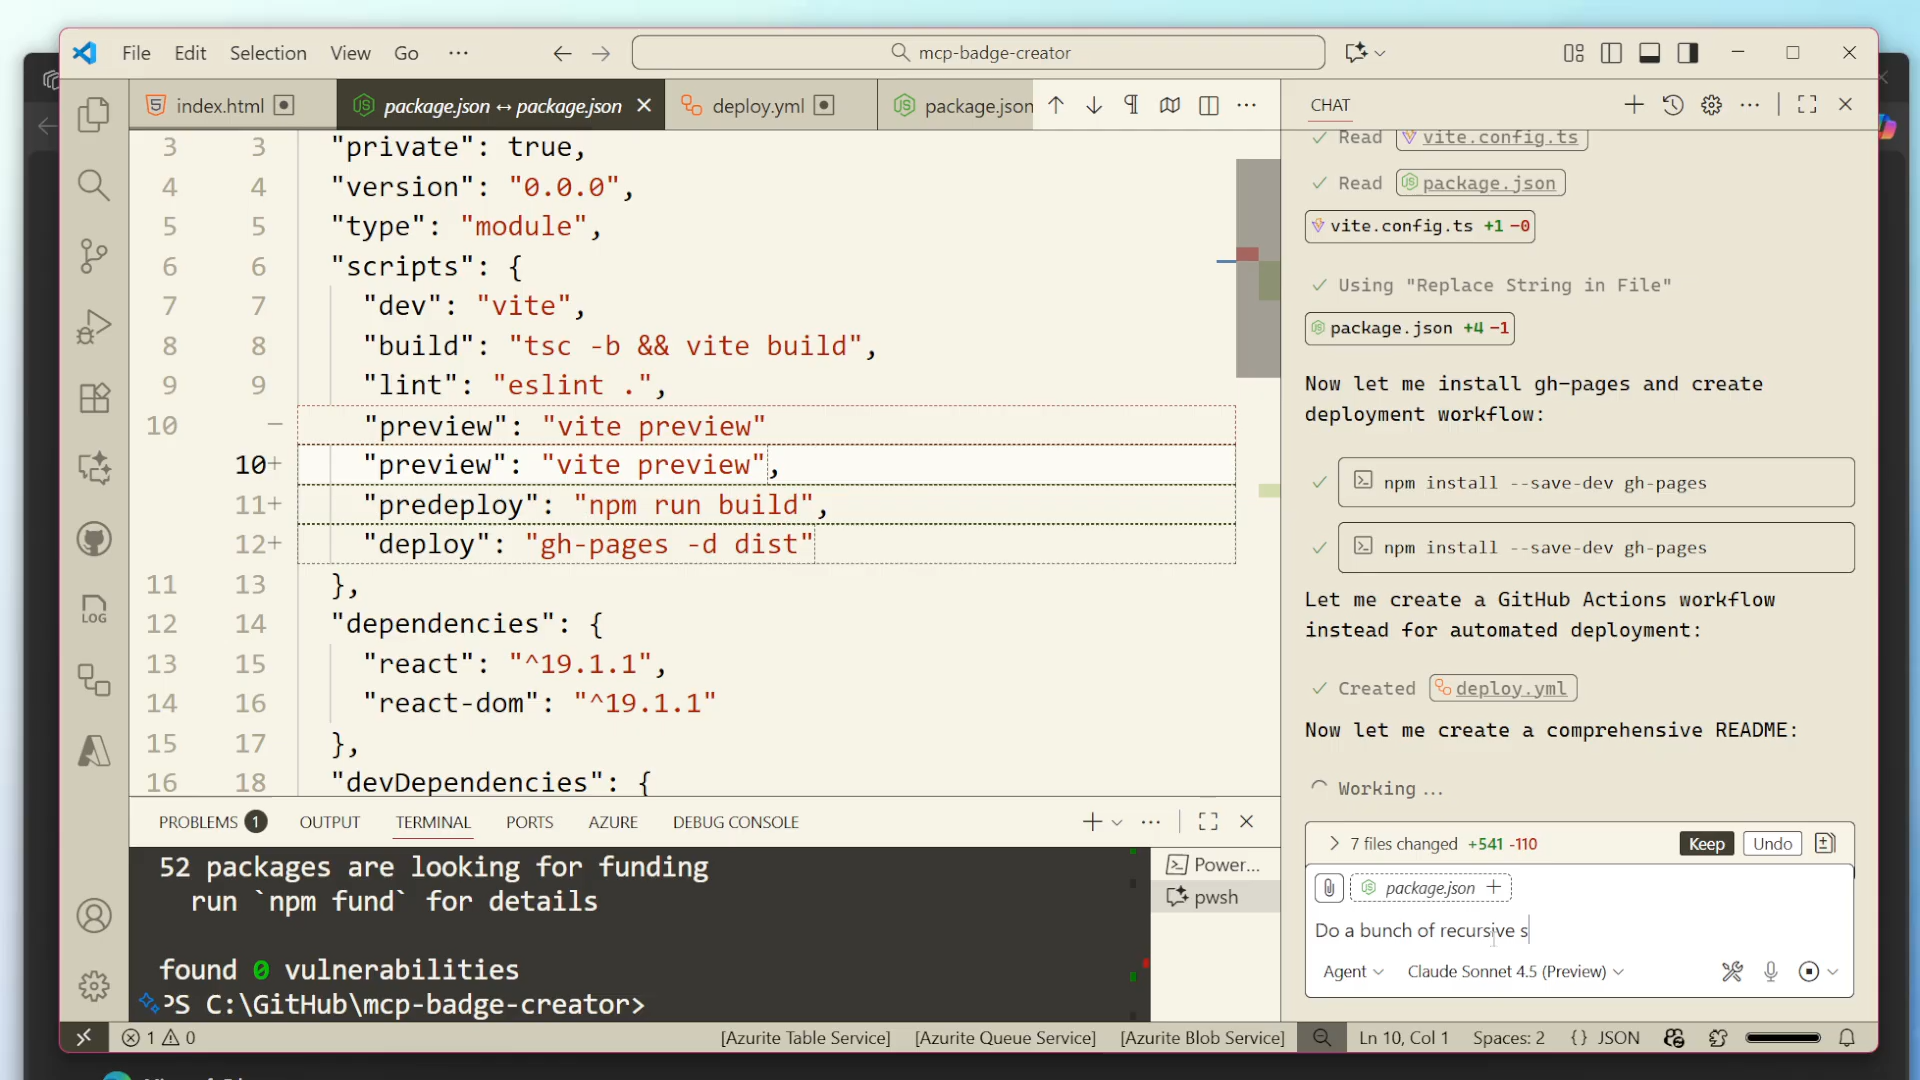 File Edit Selection View Go ···
mcp-badge-creator
index.html
package.json ↔ package.json
deploy.yml
package.json
3 3 "private": true,
4 4 "version": "0.0.0",
5 5 "type": "module",
6 6 "scripts": {
7 7 "dev": "vite",
8 8 "build": "tsc -b && vite build",
9 9 "lint": "eslint .",
10 − "preview": "vite preview"
10+ "preview": "vite preview",
11+ "predeploy": "npm run build",
12+ "deploy": "gh-pages -d dist"
11 13 },
12 14 "dependencies": {
13 15 "react": "^19.1.1",
14 16 "react-dom": "^19.1.1"
15 17 },
16 18 "devDependencies": {
PROBLEMS 1 OUTPUT TERMINAL PORTS AZURE DEBUG CONSOLE
52 packages are looking for funding
run `npm fund` for details
found 0 vulnerabilities
PS C:\GitHub\mcp-badge-creator>
Power...
pwsh
LOG
CHAT
Read vite.config.ts
Read package.json
vite.config.ts +1 −0
Using "Replace String in File"
package.json +4 −1
Now let me install gh-pages and create
deployment workflow:
npm install --save-dev gh-pages
npm install --save-dev gh-pages
Let me create a GitHub Actions workflow
instead for automated deployment:
Created deploy.yml
Now let me create a comprehensive README:
Working ...
7 files changed +541 -110 Keep Undo
package.json
Do a bunch of recursive s
Agent Claude Sonnet 4.5 (Preview)
1 0 [Azurite Table Service] [Azurite Queue Service] [Azurite Blob Service] Ln 10, Col 1 Spaces: 2 {} JSON